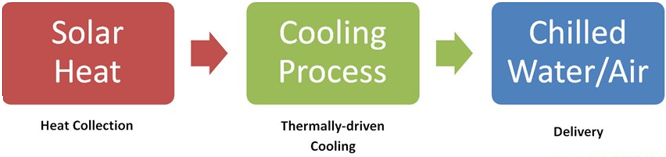 Solar
Heat
Cooling
Process
Chilled
Water/Air
Heat Collection
Thermally-driven
Cooling
Delivery